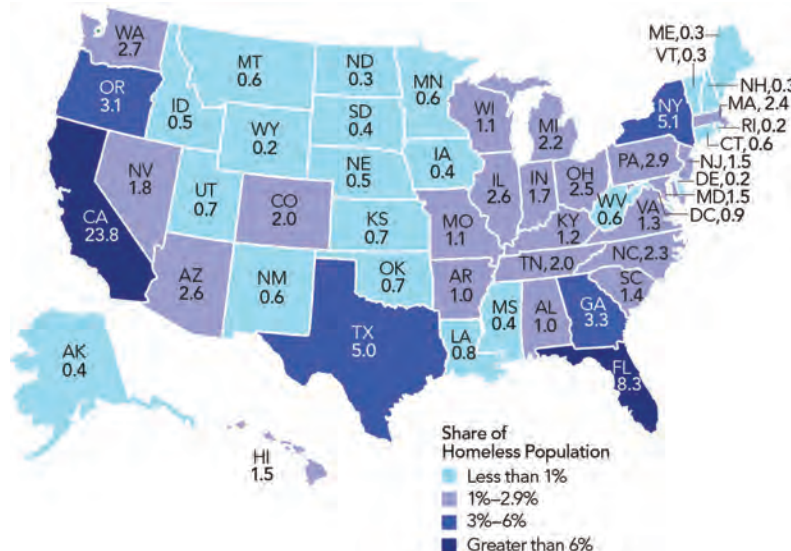 WA
2.7
OR
3.1
CA
23.8
NV
1.8
ID
0.5
MT
0.6
WY
0.2
UT
0.7
AZ
2.6
CO
2.0
NM
0.6
ND
0.3
SD
0.4
NE
0.5
KS
0.7
OK
0.7
TX
5.0
MN
0.6
IA
0.4
MO
1.1
AR
1.0
LA
0.8
WI
1.1
IL
2.6
MI
2.2
IN
1.7
OH
2.5
KY
1.2
TN, 2.0
MS
0.4
AL
1.0
GA
3.3
FL
8.3
SC
1.4
NC, 2.3
VA
1.3
WV
0.6
PA, 2.9
NY
5.1
ME, 0.3
VT, 0.3
NH, 0.3
MA, 2.4
RI, 0.2
CT, 0.6
NJ, 1.5
DE, 0.2
MD, 1.5
DC, 0.9
AK
0.4
HI
1.5
Share of
Homeless Population
Less than 1%
1%–2.9%
3%–6%
Greater than 6%